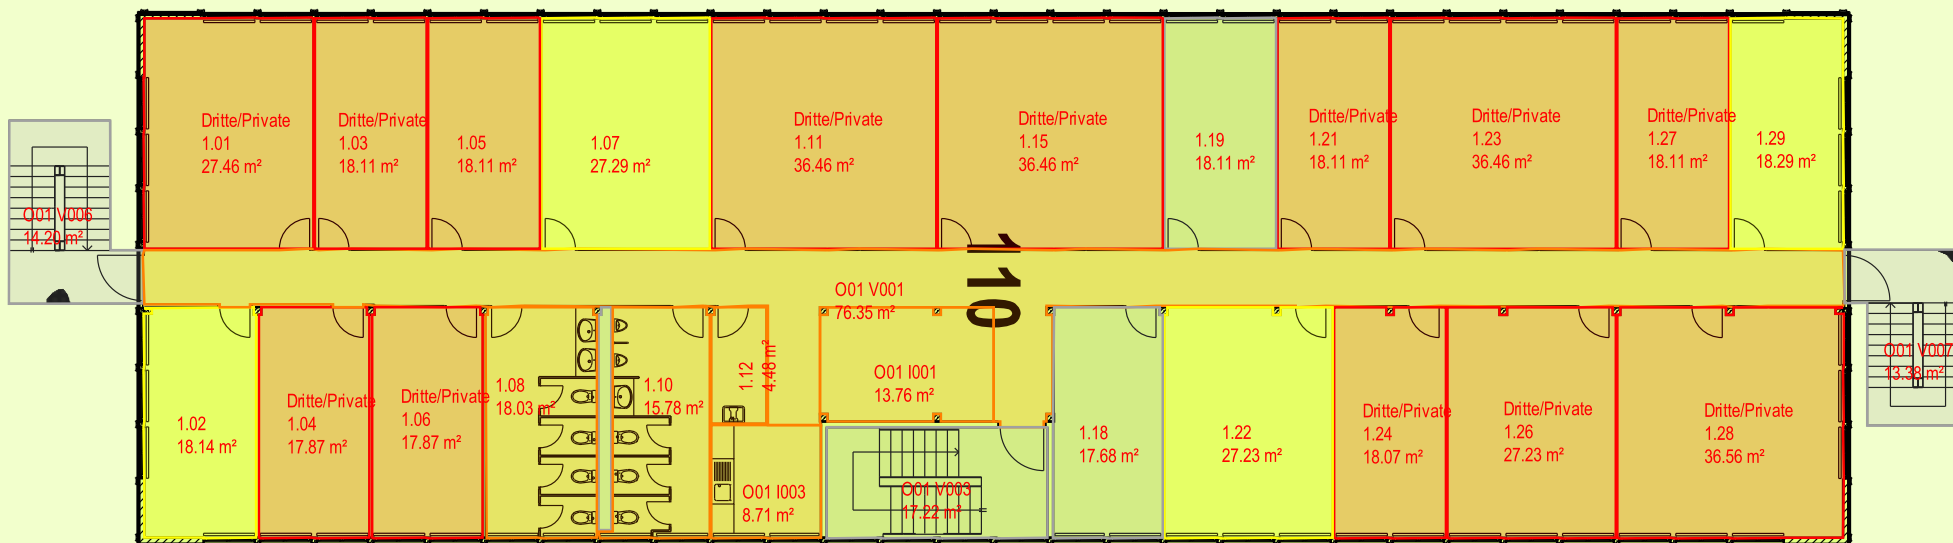 Dritte/Private
1.01
27.46 m²
Dritte/Private
1.03
18.11 m²
1.05
18.11 m²
1.07
27.29 m²
Dritte/Private
1.11
36.46 m²
Dritte/Private
1.15
36.46 m²
1.19
18.11 m²
Dritte/Private
1.21
18.11 m²
Dritte/Private
1.23
36.46 m²
Dritte/Private
1.27
18.11 m²
1.29
18.29 m²
O01 V006
14.20 m²
110
O01 V001
76.35 m²
O01 V007
13.38 m²
1.02
18.14 m²
Dritte/Private
1.04
17.87 m²
Dritte/Private
1.06
17.87 m²
1.08
18.03 m²
1.10
15.78 m²
1.12
4.48 m²
O01 I001
13.76 m²
O01 I003
8.71 m²
O01 V003
17.22 m²
1.18
17.68 m²
1.22
27.23 m²
Dritte/Private
1.24
18.07 m²
Dritte/Private
1.26
27.23 m²
Dritte/Private
1.28
36.56 m²